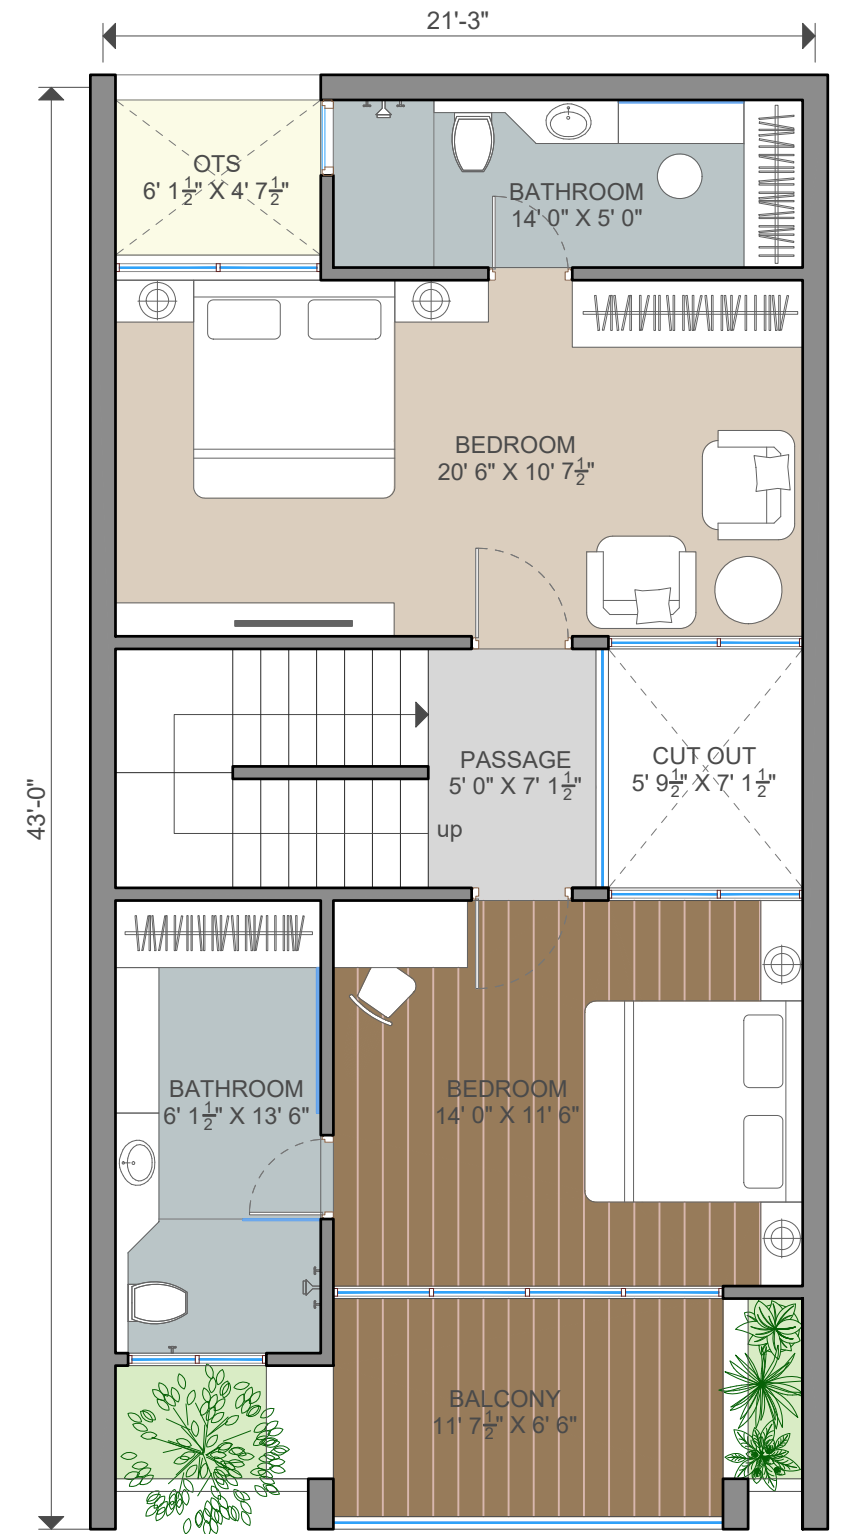 21'-3"
OTS
6' 1½" X 4' 7½"
BATHROOM
14' 0" X 5' 0"
BEDROOM
20' 6" X 10' 7½"
43'-0"
PASSAGE
5' 0" X 7' 1½"
CUT OUT
5' 9½" X 7' 1½"
up
BATHROOM
6' 1½" X 13' 6"
BEDROOM
14' 0" X 11' 6"
BALCONY
11' 7½" X 6' 6"